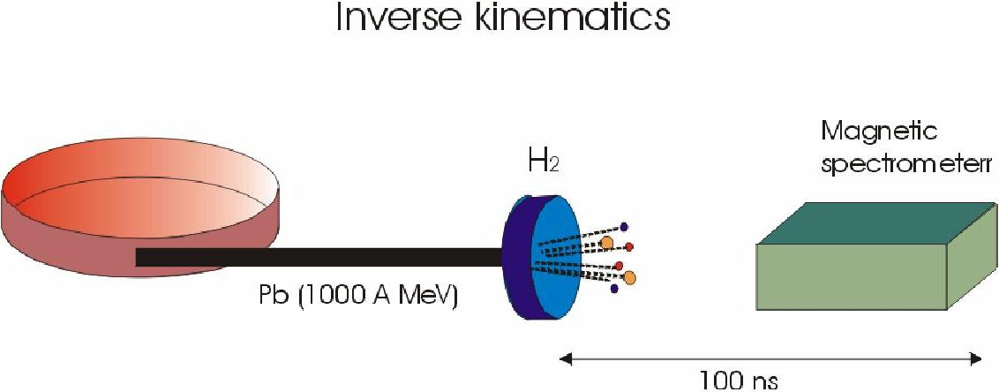 Inverse kinematics
Magnetic
spectrometerr
H2
Pb (1000 A MeV)
100 ns